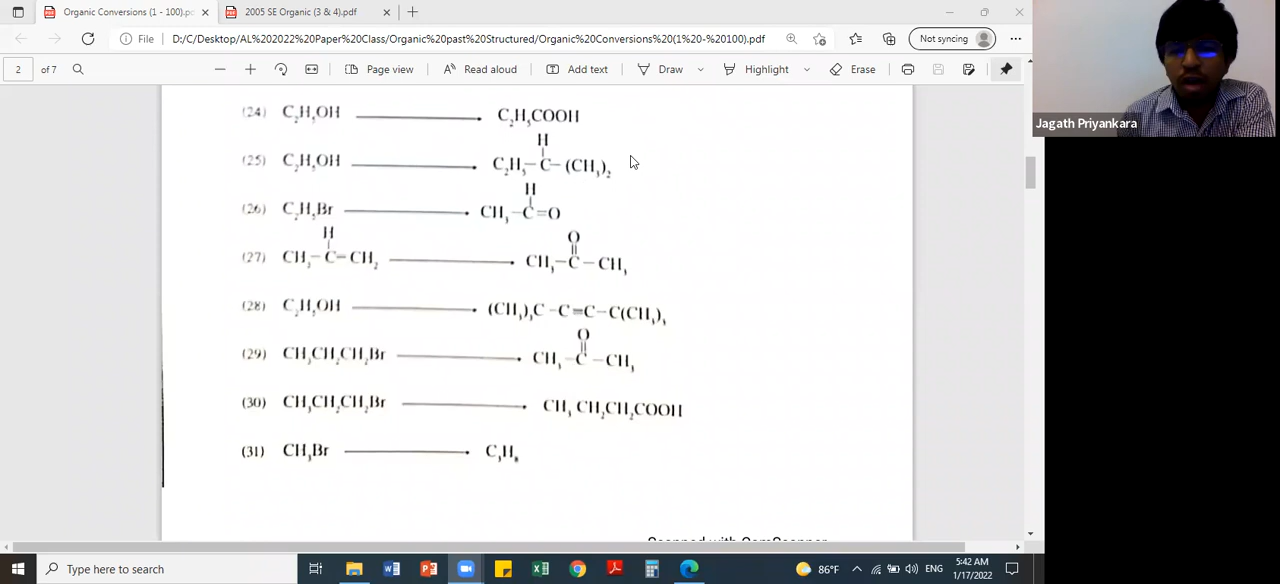 Organic Conversions (1 - 100).pc
2005 SE Organic (3 & 4).pdf
File D:/C/Desktop/AL%202022%20Paper%20Class/Organic%20past%20Structured/Organic%20Conversions%20(1%20-%20100).pdf
Not syncing
2 of 7
Page view
Read aloud
Add text
Draw
Highlight
Erase
Jagath Priyankara
(24) C₂H₅OH C₂H₅COOH
H
(25) C₂H₅OH C₂H₅–C–(CH₃)₂
H
(26) C₂H₅Br CH₃–C=O
H O
(27) CH₃–C=CH₂ CH₃–C–CH₃
(28) C₂H₅OH (CH₃)₃C–C≡C–C(CH₃)₃
O
(29) CH₃CH₂CH₂Br CH₃–C–CH₃
(30) CH₃CH₂CH₂Br CH₃CH₂CH₂COOH
(31) CH₃Br C₃H₈
Type here to search
86°F
ENG
5:42 AM
1/17/2022